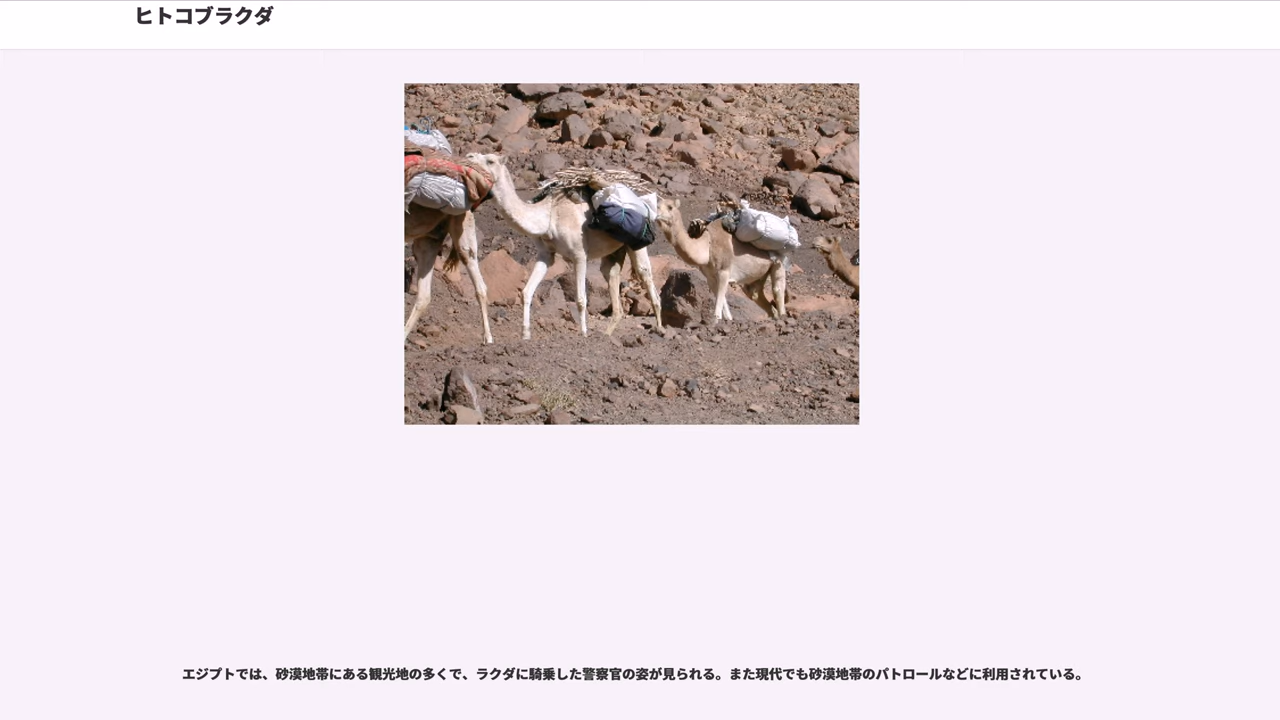 ヒトコブラクダ
エジプトでは、砂漠地帯にある観光地の多くで、ラクダに騎乗した警察官の姿が見られる。また現代でも砂漠地帯のパトロールなどに利用されている。